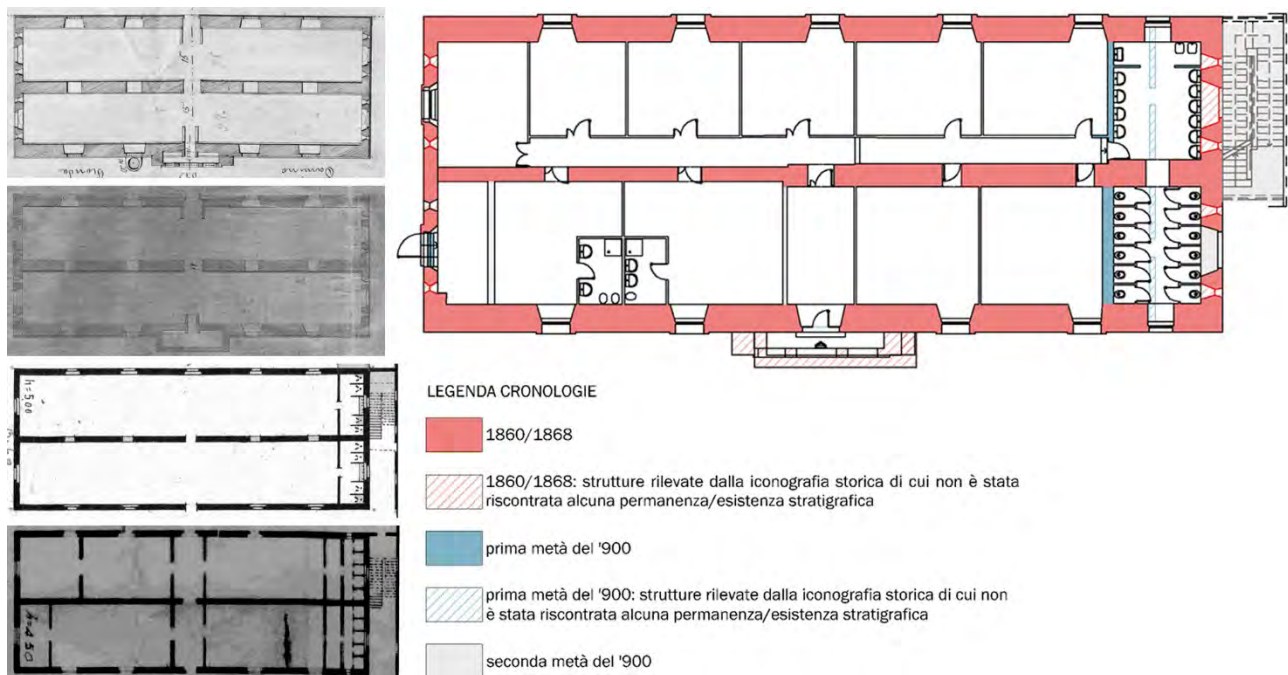 h=500
h=450
LEGENDA CRONOLOGIE
1860/1868
1860/1868: strutture rilevate dalla iconografia storica di cui non è stata
riscontrata alcuna permanenza/esistenza stratigrafica
prima metà del '900
prima metà del '900: strutture rilevate dalla iconografia storica di cui non
è stata riscontrata alcuna permanenza/esistenza stratigrafica
seconda metà del '900